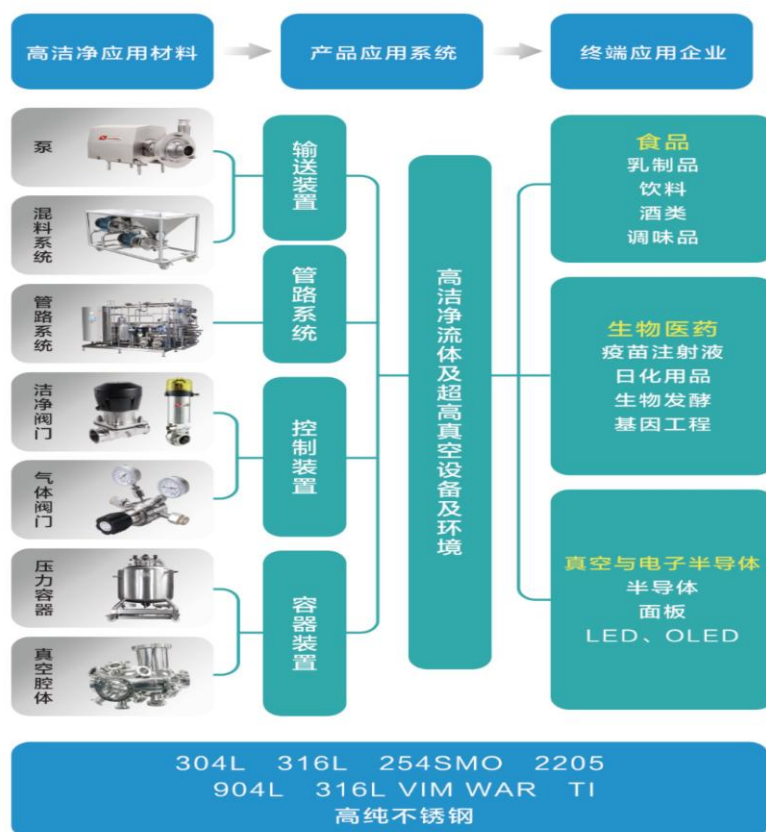 高洁净应用材料
产品应用系统
终端应用企业
泵
混料系统
管路系统
洁净阀门
气体阀门
压力容器
真空腔体
输送装置
管路系统
控制装置
容器装置
高洁净流体及超高真空设备及环境
食品
乳制品
饮料
酒类
调味品
生物医药
疫苗注射液
日化用品
生物发酵
基因工程
真空与电子半导体
半导体
面板
LED、OLED
304L 316L 254SMO 2205
904L 316L VIM WAR TI
高纯不锈钢